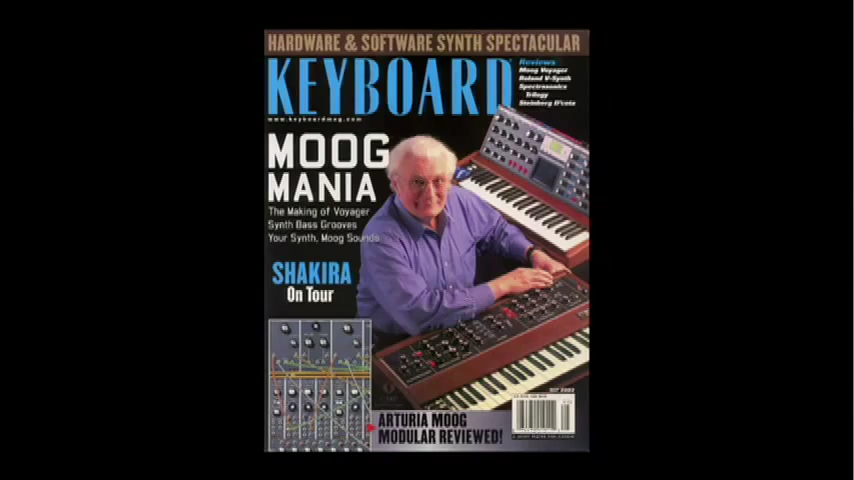 HARDWARE & SOFTWARE SYNTH SPECTACULAR
KEYBOARD
www.keyboardmag.com
Reviews
Moog Voyager
Roland V-Synth
Spectrasonics
Trilogy
Steinberg D'cota
MOOG
MANIA
The Making of Voyager
Synth Bass Grooves
Your Synth, Moog Sounds
SHAKIRA
On Tour
ARTURIA MOOG
MODULAR REVIEWED!